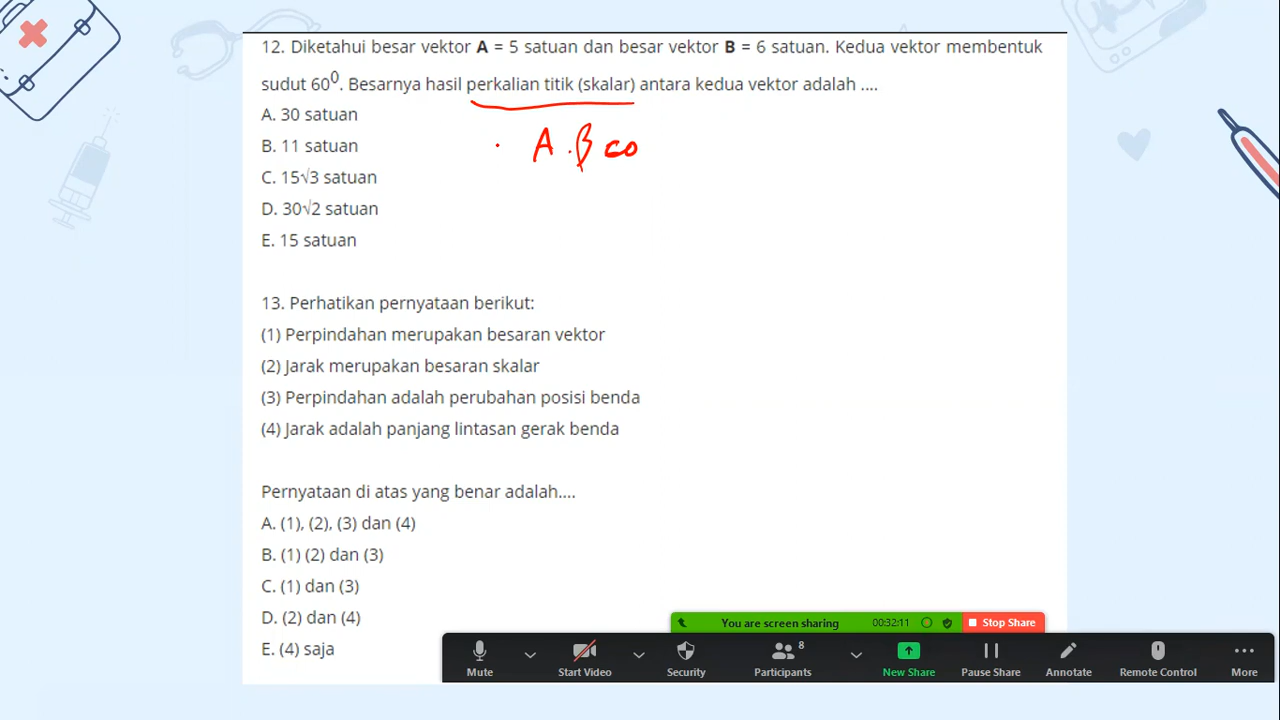 12. Diketahui besar vektor A = 5 satuan dan besar vektor B = 6 satuan. Kedua vektor membentuk
sudut 60⁰. Besarnya hasil perkalian titik (skalar) antara kedua vektor adalah ....
A. 30 satuan
B. 11 satuan
C. 15√3 satuan
D. 30√2 satuan
E. 15 satuan
· A . B co
13. Perhatikan pernyataan berikut:
(1) Perpindahan merupakan besaran vektor
(2) Jarak merupakan besaran skalar
(3) Perpindahan adalah perubahan posisi benda
(4) Jarak adalah panjang lintasan gerak benda
Pernyataan di atas yang benar adalah....
A. (1), (2), (3) dan (4)
B. (1) (2) dan (3)
C. (1) dan (3)
D. (2) dan (4)
E. (4) saja
You are screen sharing 00:32:11 Stop Share
Mute Start Video Security Participants 8 New Share Pause Share Annotate Remote Control More